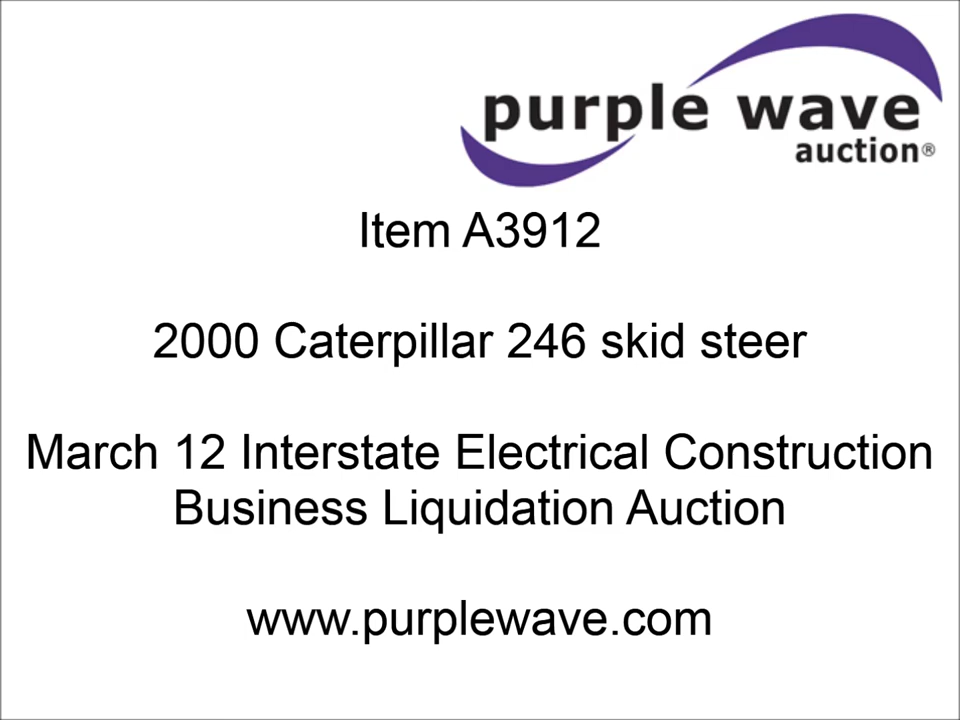 purple wave
auction®
Item A3912
2000 Caterpillar 246 skid steer
March 12 Interstate Electrical Construction
Business Liquidation Auction
www.purplewave.com